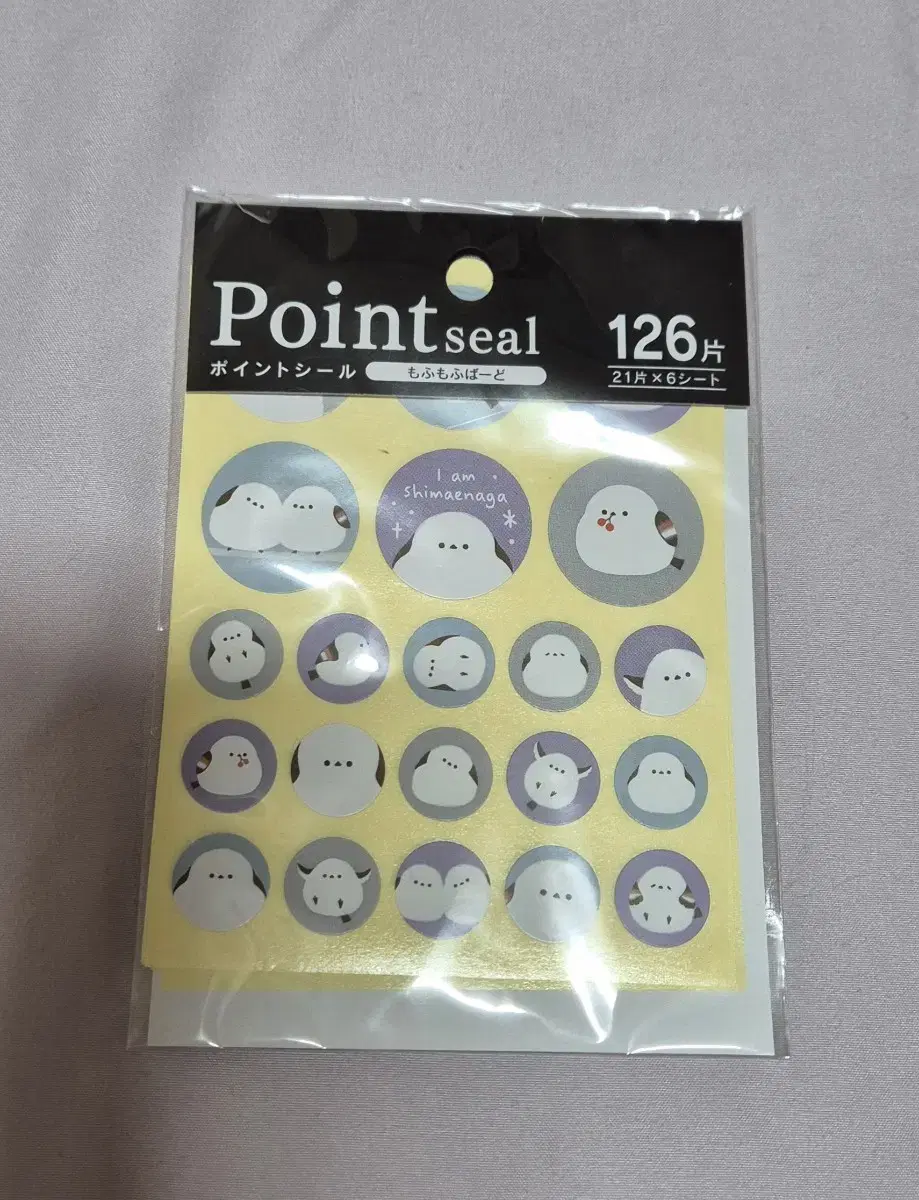 Point seal
126片
ポイントシール
もふもふばーど
21片×6シート
I am
shimaenaga